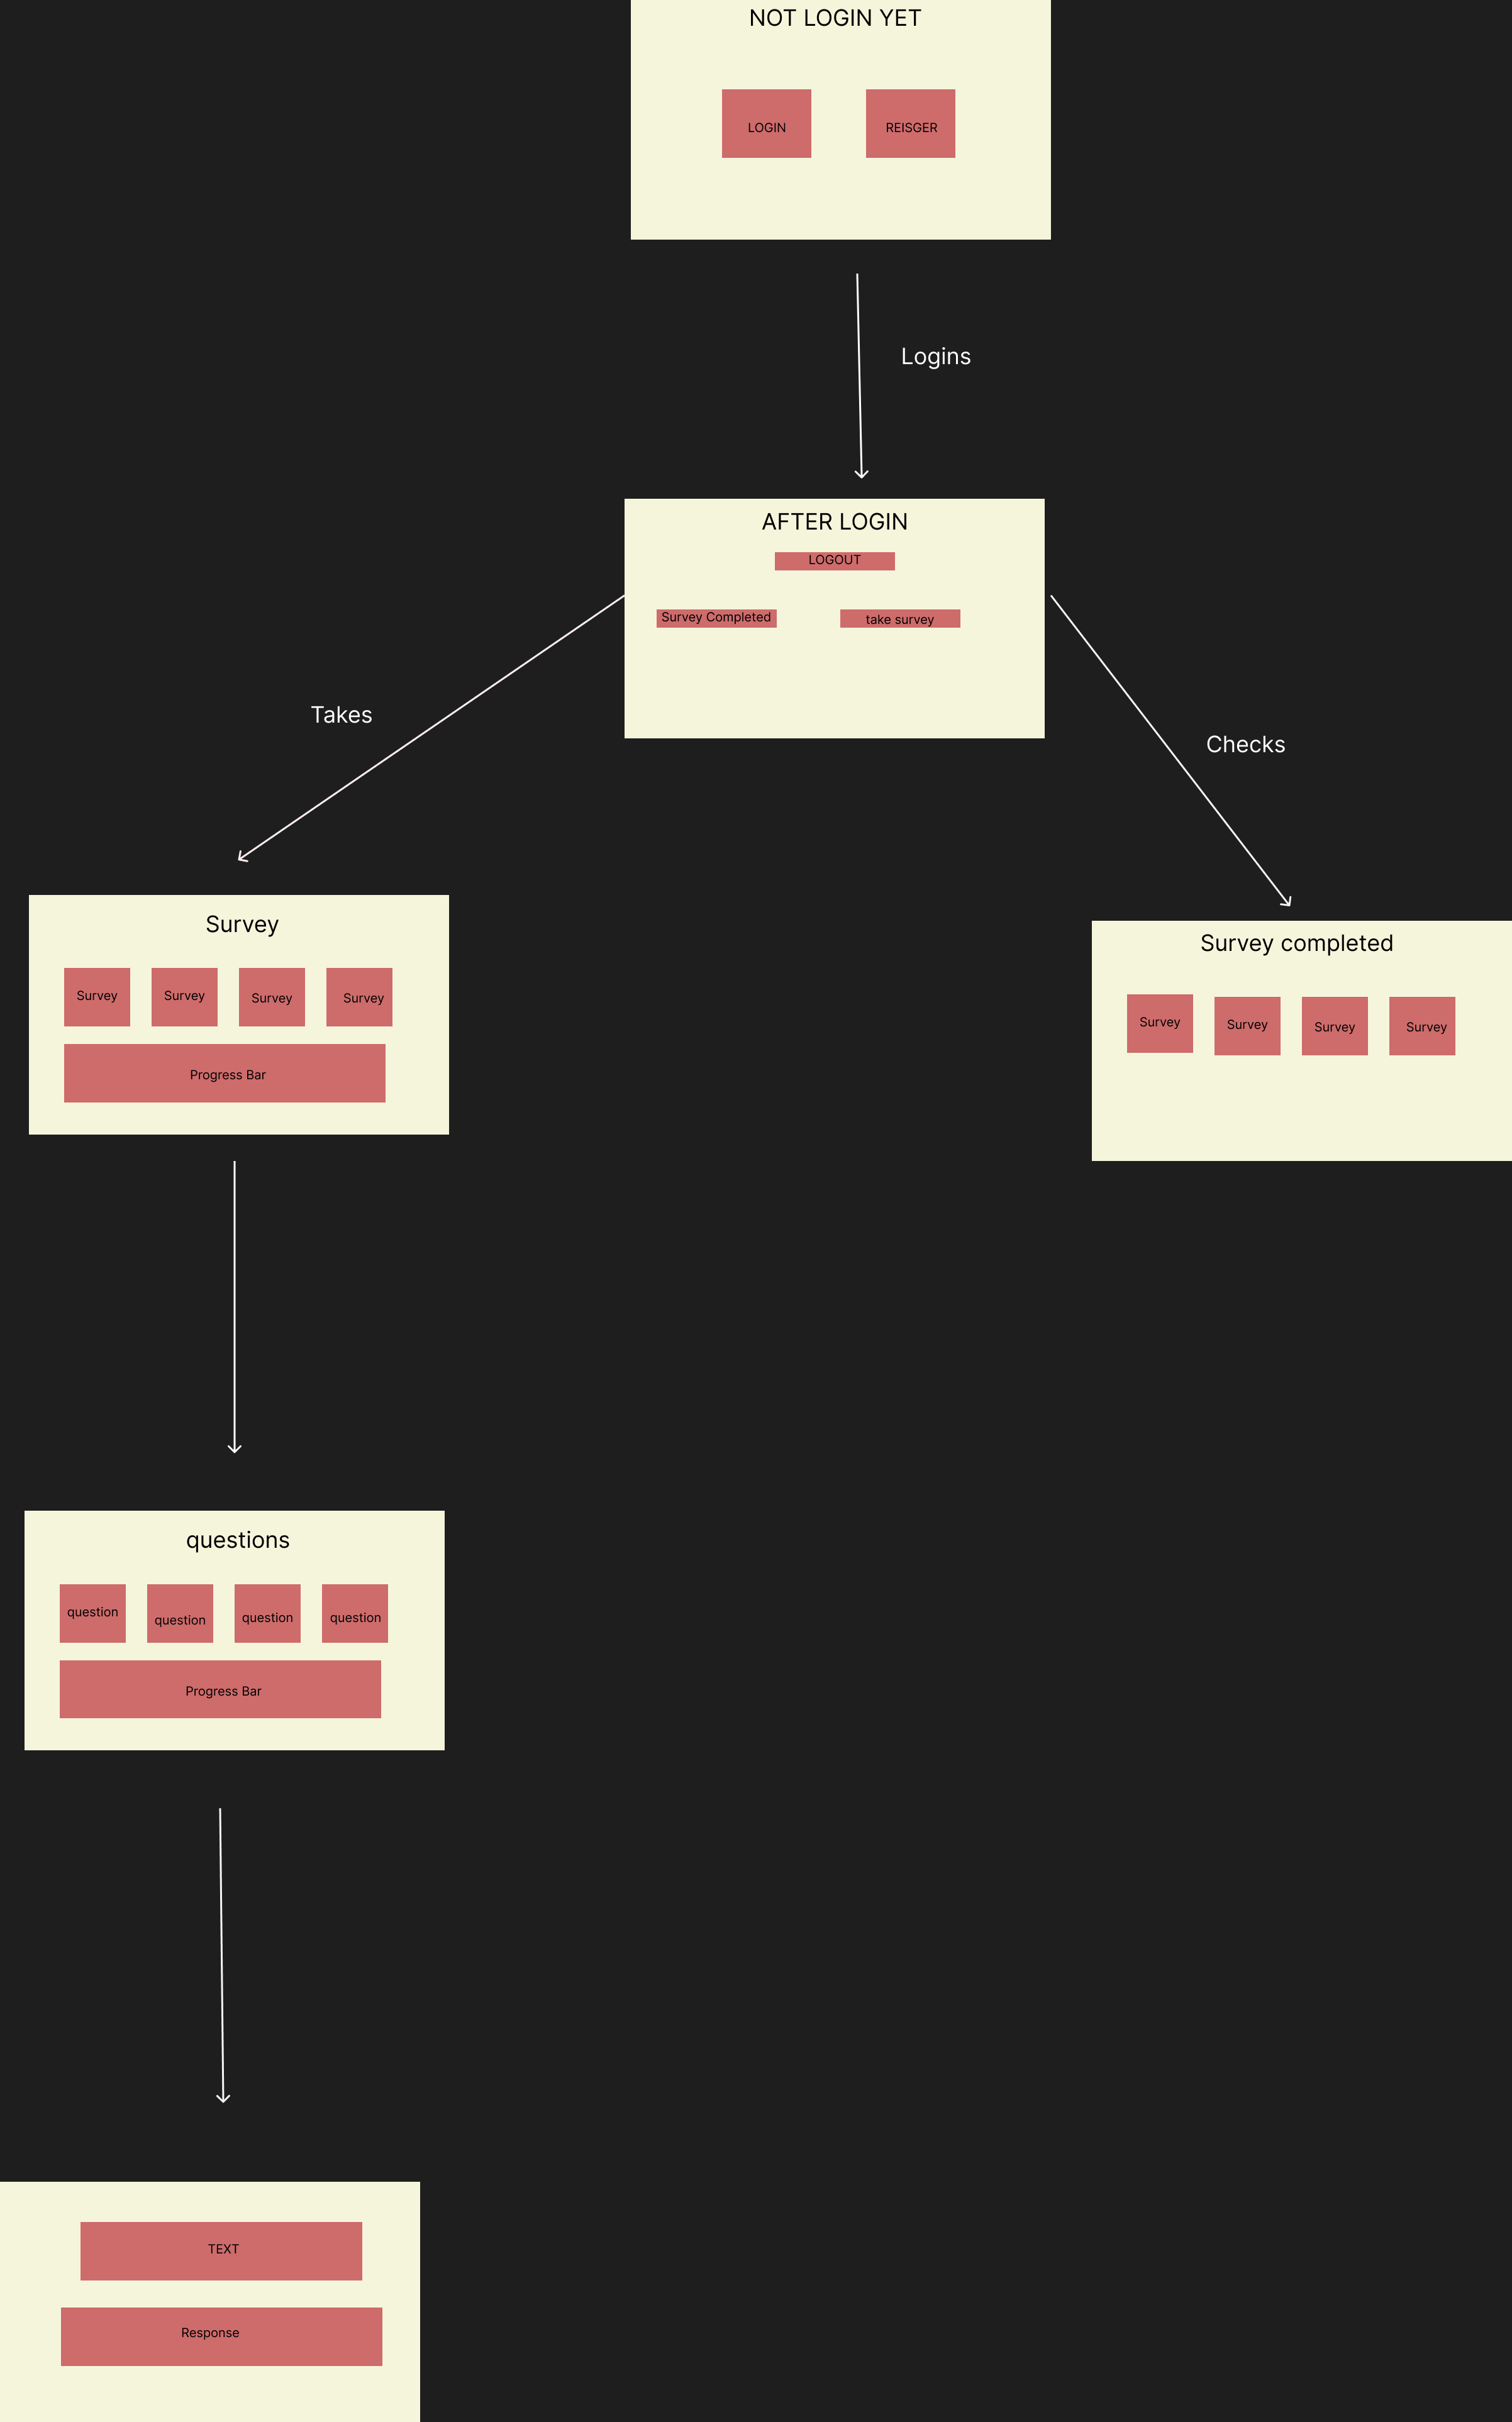 NOT LOGIN YET
LOGIN
REISGER
Logins
AFTER LOGIN
LOGOUT
Survey Completed
take survey
Takes
Checks
Survey
Survey
Survey
Survey
Survey
Progress Bar
Survey completed
Survey
Survey
Survey
Survey
questions
question
question
question
question
Progress Bar
TEXT
Response